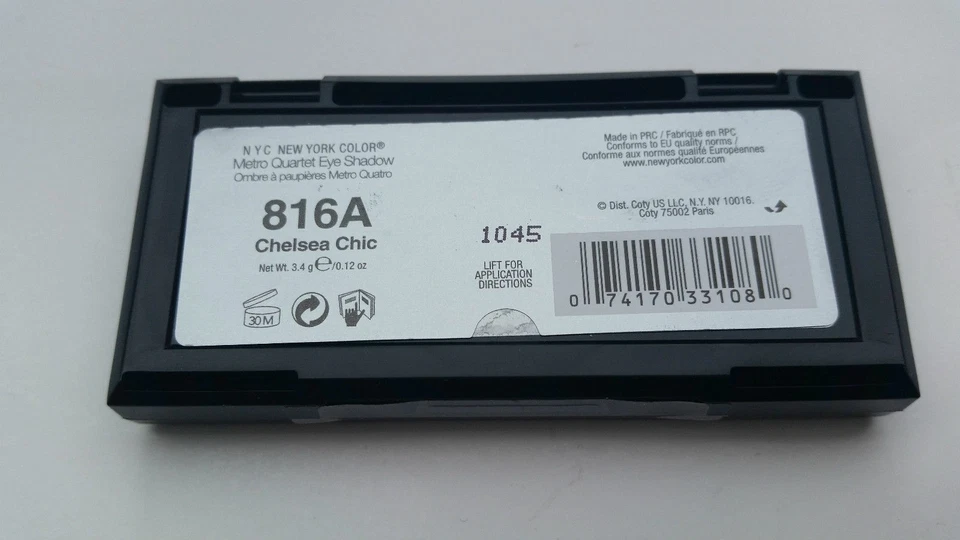 NYC NEW YORK COLOR®
Metro Quartet Eye Shadow
Ombre à paupières Metro Quatro
816A
Chelsea Chic
Net Wt. 3.4 g e/0.12 oz
30M
1045
LIFT FOR
APPLICATION
DIRECTIONS
Made in PRC / Fabriqué en RPC
Conforms to EU quality norms /
Conforme aux normes qualité Européennes
www.newyorkcolor.com
© Dist. Coty US LLC, N.Y. NY 10016.
Coty 75002 Paris
0 74170 33108 0